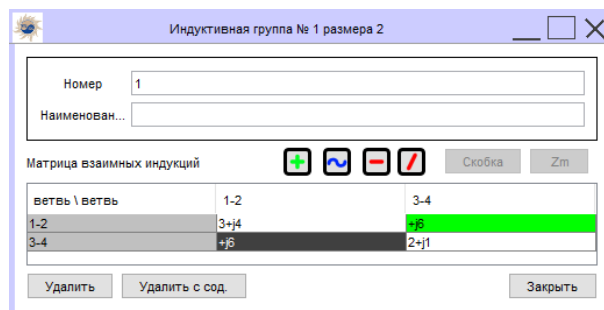 Индуктивная группа № 1 размера 2
Номер 1
Наименован...
Матрица взаимных индукций Скобка Zm
ветвь \ ветвь 1-2 3-4
1-2 3+j4 +j6
3-4 +j6 2+j1
Удалить Удалить с сод. Закрыть